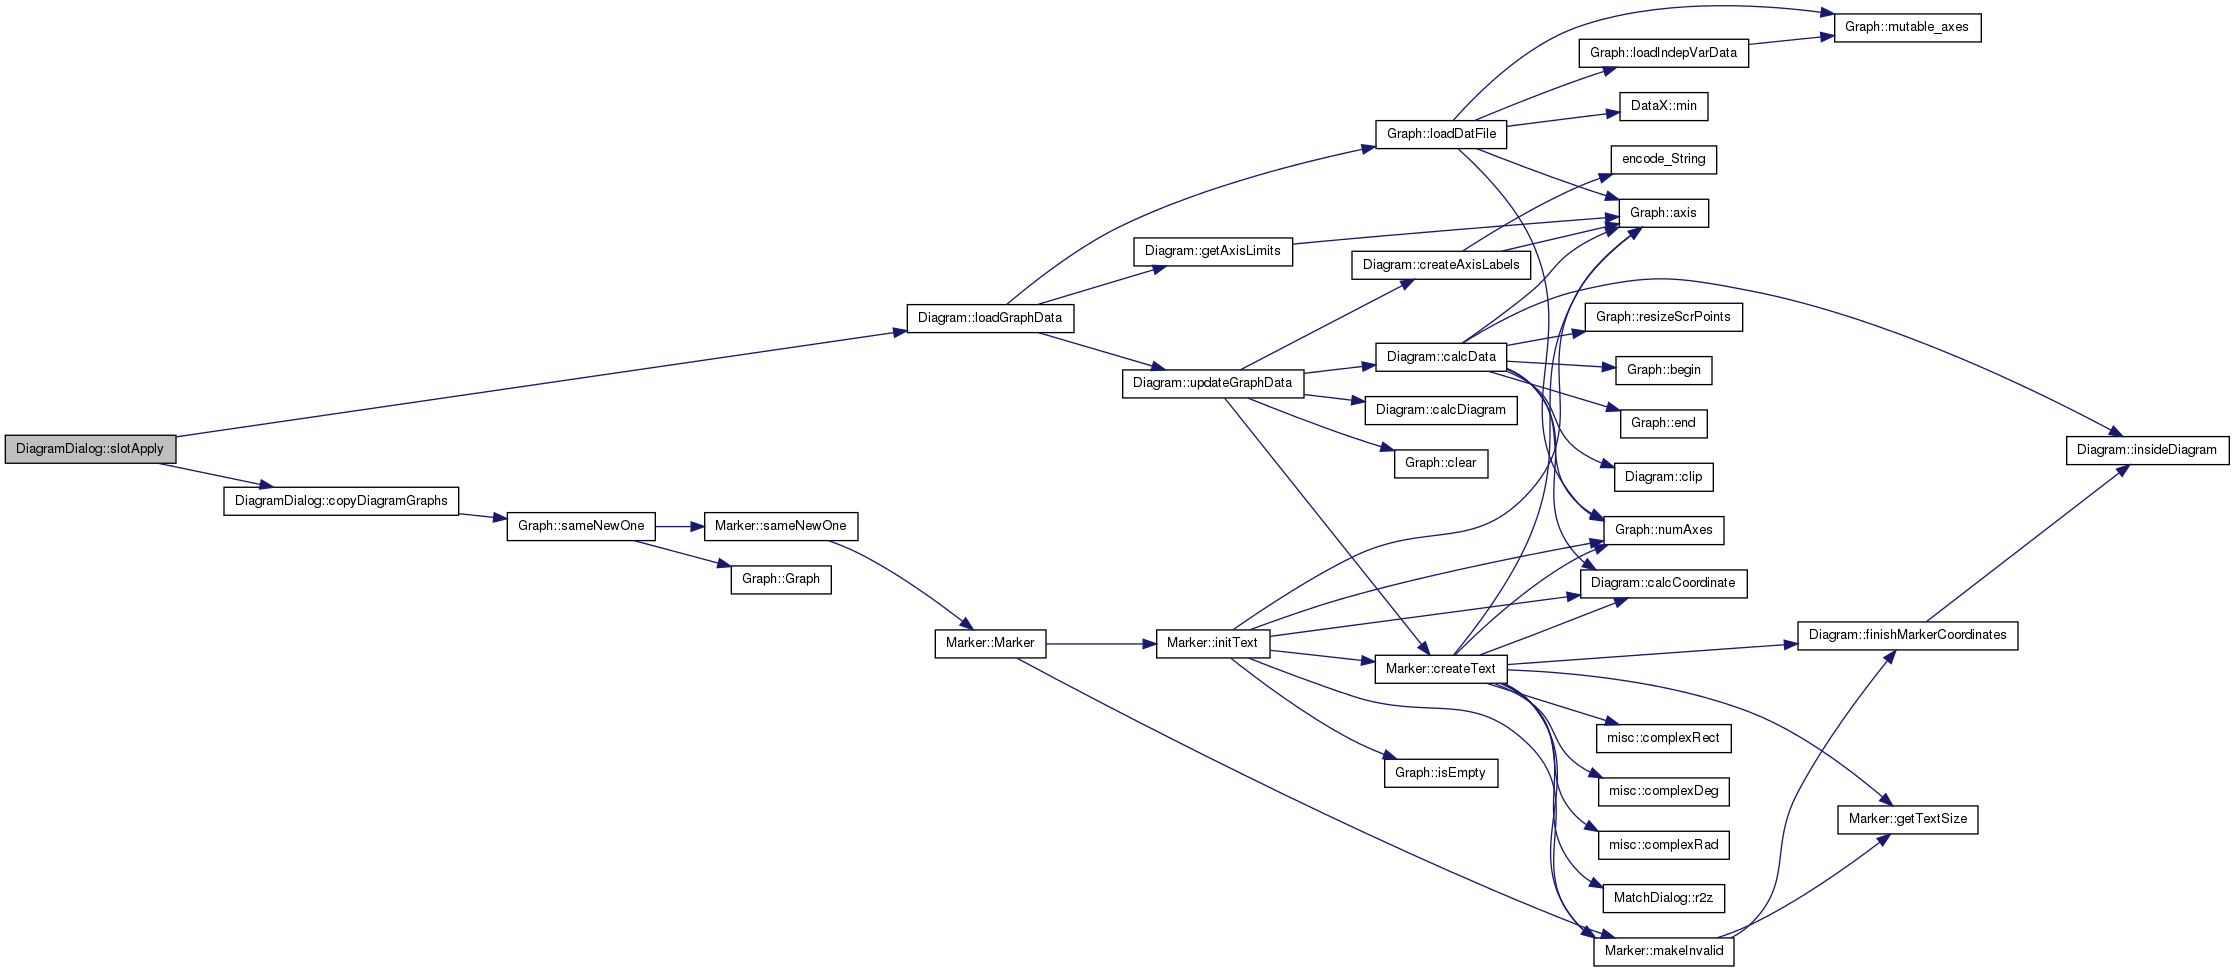 DiagramDialog::slotApply
Diagram::loadGraphData
DiagramDialog::copyDiagramGraphs
Graph::sameNewOne
Marker::sameNewOne
Graph::Graph
Marker::Marker
Diagram::getAxisLimits
Diagram::updateGraphData
Marker::initText
Graph::loadDatFile
Diagram::createAxisLabels
Diagram::calcData
Diagram::calcDiagram
Graph::clear
Marker::createText
Graph::isEmpty
Graph::loadIndepVarData
DataX::min
encode_String
Graph::axis
Graph::resizeScrPoints
Graph::begin
Graph::end
Diagram::clip
Graph::numAxes
Diagram::calcCoordinate
misc::complexRect
misc::complexDeg
misc::complexRad
MatchDialog::r2z
Marker::makeInvalid
Graph::mutable_axes
Diagram::finishMarkerCoordinates
Marker::getTextSize
Diagram::insideDiagram